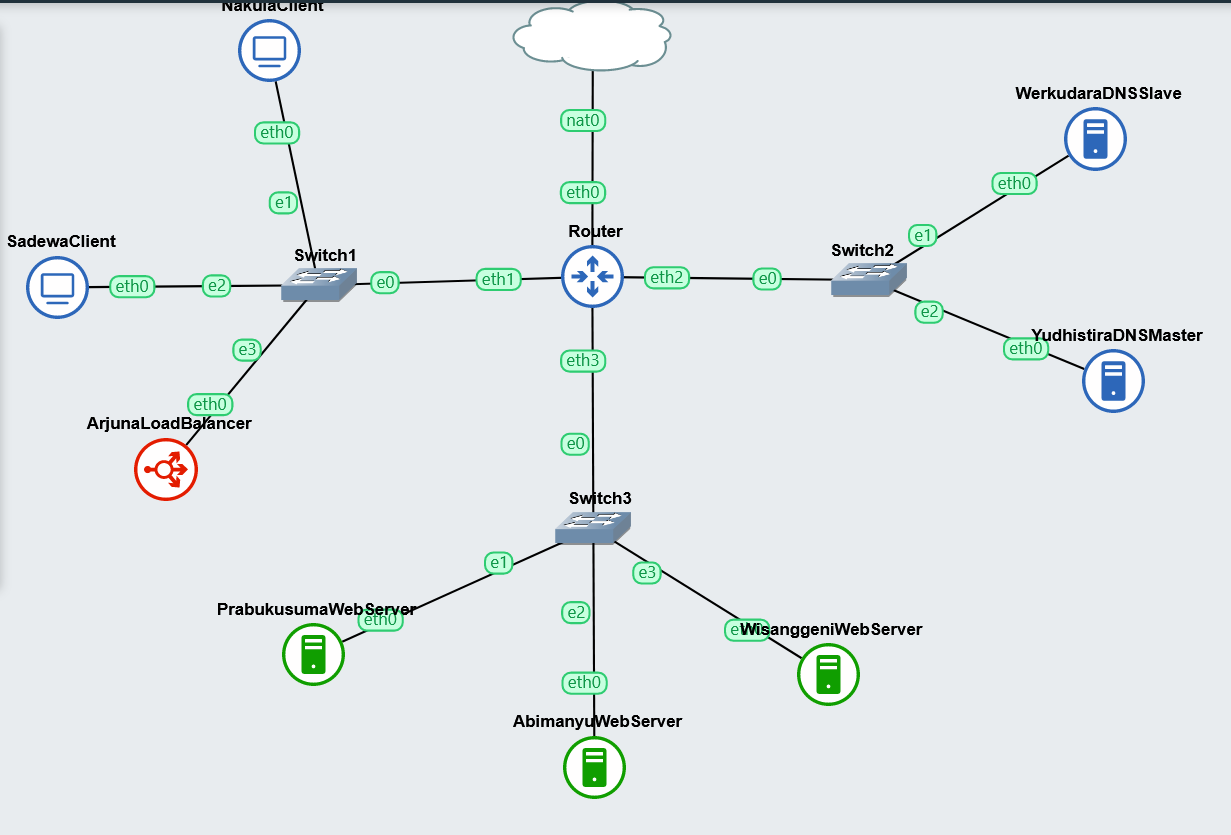 NakulaClient
nat0
WerkudaraDNSSlave
eth0
eth0
eth0
e1
e1
SadewaClient
Switch1
Router
Switch2
eth0
e2
e0
eth1
eth2
e0
e2
e3
eth3
eth0
YudhistiraDNSMaster
eth0
ArjunaLoadBalancer
e0
Switch3
e1
e3
PrabukusumaWebServer
eth0
e2
eth0
WisanggeniWebServer
eth0
AbimanyuWebServer